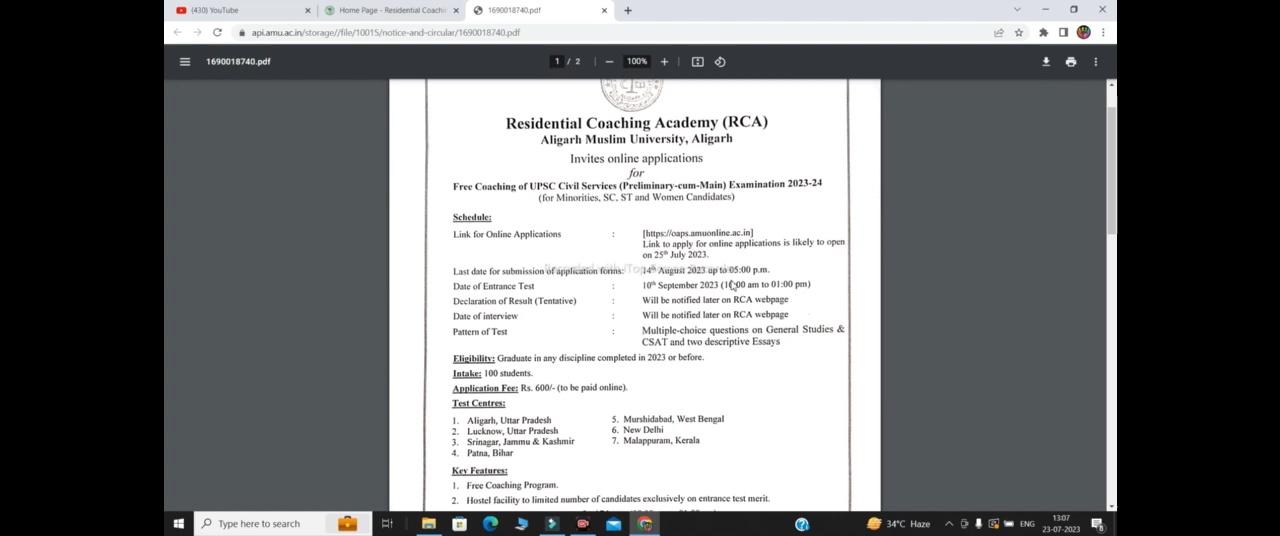 (430) YouTube
Home Page - Residential Coachi
1690018740.pdf
api.amu.ac.in/storage//file/10015/notice-and-circular/1690018740.pdf
1690018740.pdf
1 / 2
100%
Residential Coaching Academy (RCA)
Aligarh Muslim University, Aligarh
Invites online applications
for
Free Coaching of UPSC Civil Services (Preliminary-cum-Main) Examination 2023-24
(for Minorities, SC, ST and Women Candidates)
Schedule:
Link for Online Applications : [https://oaps.amuonline.ac.in]
Link to apply for online applications is likely to open
on 25th July 2023.
Last date for submission of application forms: 14th August 2023 up to 05:00 p.m.
Date of Entrance Test : 10th September 2023 (10:00 am to 01:00 pm)
Declaration of Result (Tentative) : Will be notified later on RCA webpage
Date of interview : Will be notified later on RCA webpage
Pattern of Test : Multiple-choice questions on General Studies &
CSAT and two descriptive Essays
Eligibility: Graduate in any discipline completed in 2023 or before.
Intake: 100 students.
Application Fee: Rs. 600/- (to be paid online).
Test Centres:
1. Aligarh, Uttar Pradesh
2. Lucknow, Uttar Pradesh
3. Srinagar, Jammu & Kashmir
4. Patna, Bihar
5. Murshidabad, West Bengal
6. New Delhi
7. Malappuram, Kerala
Key Features:
1. Free Coaching Program.
2. Hostel facility to limited number of candidates exclusively on entrance test merit.
Type here to search
34°C Haze
ENG
13:07
23-07-2023